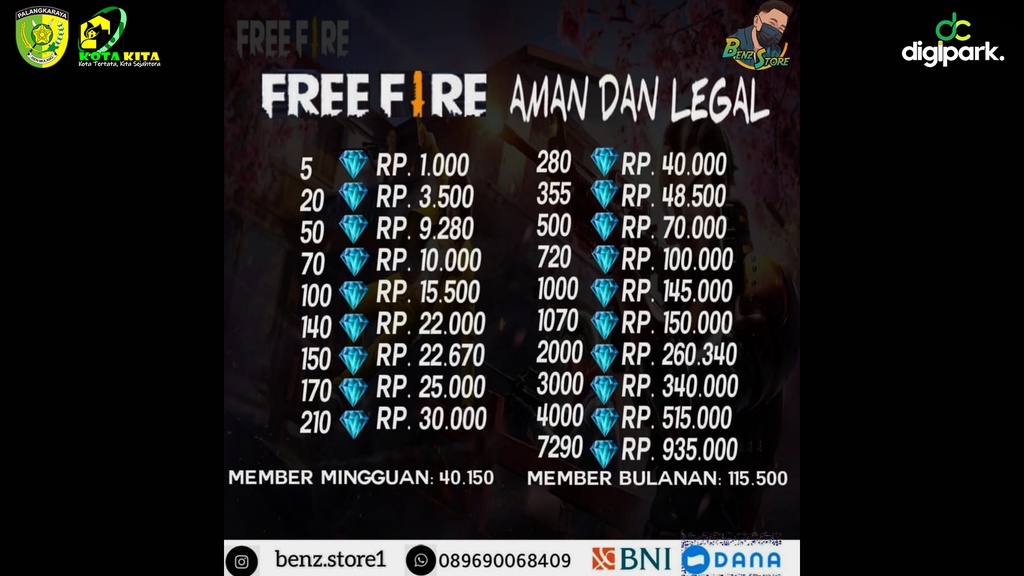 PALANGKARAYA
KOTA KITA
Kota Tertata, Kita Sejahtera
FREE FIRE
BENZ STORE
dc
digipark.
FREE FIRE AMAN DAN LEGAL
5 RP. 1.000
20 RP. 3.500
50 RP. 9.280
70 RP. 10.000
100 RP. 15.500
140 RP. 22.000
150 RP. 22.670
170 RP. 25.000
210 RP. 30.000
280 RP. 40.000
355 RP. 48.500
500 RP. 70.000
720 RP. 100.000
1000 RP. 145.000
1070 RP. 150.000
2000 RP. 260.340
3000 RP. 340.000
4000 RP. 515.000
7290 RP. 935.000
MEMBER MINGGUAN: 40.150
MEMBER BULANAN: 115.500
benz.store1 089690068409 BNI DANA